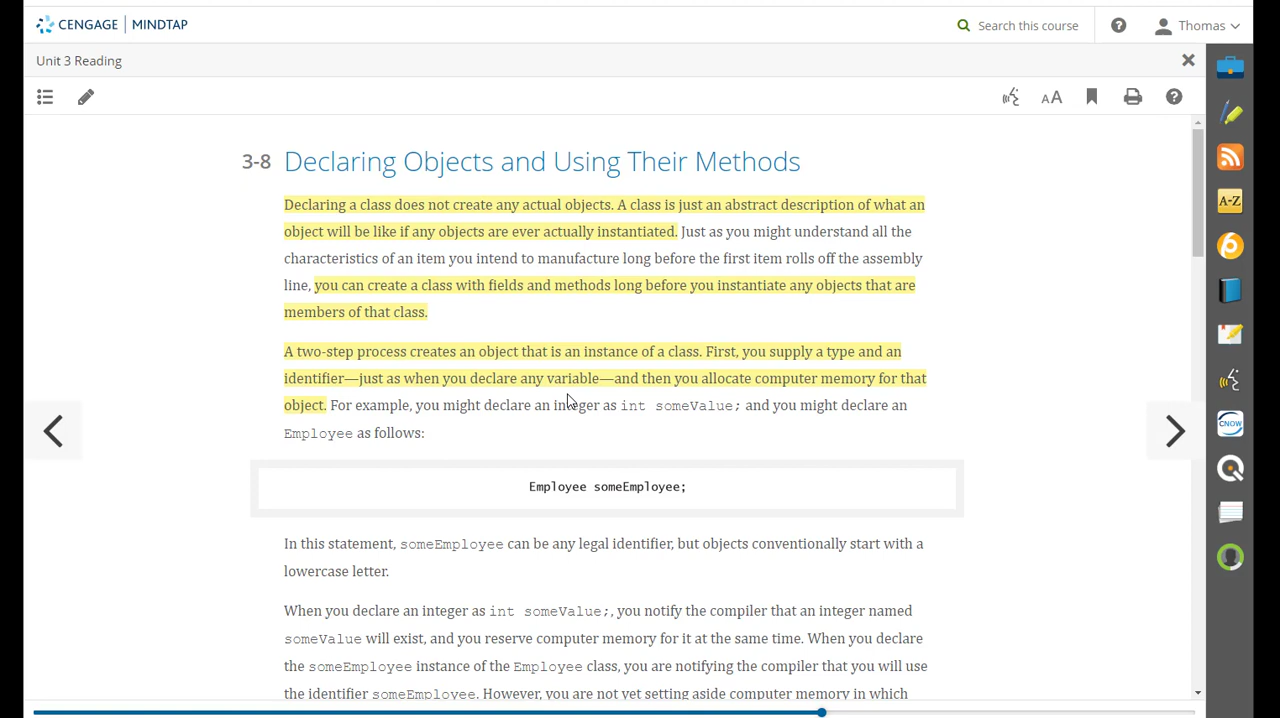 CENGAGE | MINDTAP
Search this course
Thomas
Unit 3 Reading
AA
3-8 Declaring Objects and Using Their Methods
Declaring a class does not create any actual objects. A class is just an abstract description of what an
object will be like if any objects are ever actually instantiated. Just as you might understand all the
characteristics of an item you intend to manufacture long before the first item rolls off the assembly
line, you can create a class with fields and methods long before you instantiate any objects that are
members of that class.
A two-step process creates an object that is an instance of a class. First, you supply a type and an
identifier—just as when you declare any variable—and then you allocate computer memory for that
object. For example, you might declare an integer as int someValue; and you might declare an
Employee as follows:
Employee someEmployee;
In this statement, someEmployee can be any legal identifier, but objects conventionally start with a
lowercase letter.
When you declare an integer as int someValue;, you notify the compiler that an integer named
someValue will exist, and you reserve computer memory for it at the same time. When you declare
the someEmployee instance of the Employee class, you are notifying the compiler that you will use
the identifier someEmployee. However, you are not yet setting aside computer memory in which
A-Z
CNOW